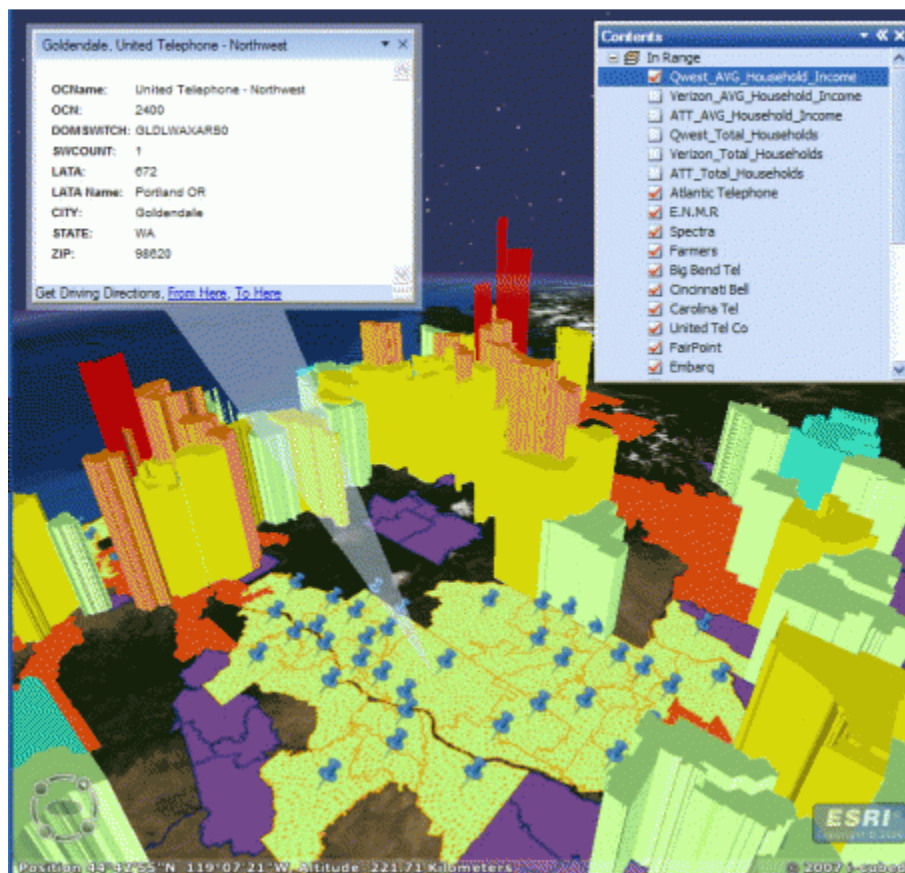 Goldendale, United Telephone - Northwest
OCName: United Telephone - Northwest
OCN: 2400
DOMSWITCH: GLDLWAXARS0
SWCOUNT: 1
LATA: 672
LATA Name: Portland OR
CITY: Goldendale
STATE: WA
ZIP: 98620
Get Driving Directions, From Here, To Here
Contents
In Range
Qwest_AVG_Household_Income
Verizon_AVG_Household_Income
ATT_AVG_Household_Income
Qwest_Total_Households
Verizon_Total_Households
ATT_Total_Households
Atlantic Telephone
E.N.M.R
Spectra
Farmers
Big Bend Tel
Cincinnati Bell
Carolina Tel
United Tel Co
FairPoint
Embarq
ESRI
Copyright ©
Position 44°42'55"N 119°07'21"W Altitude 221.71 Kilometers
© 2007 i-cubed